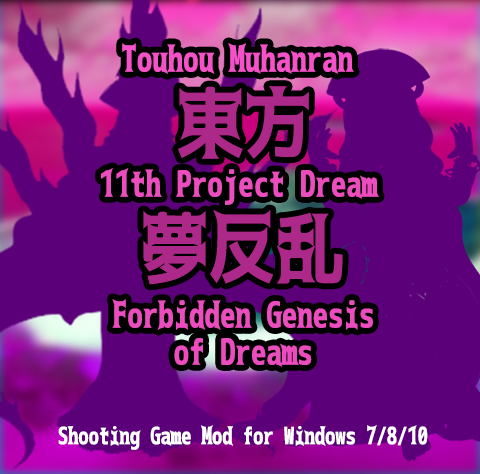 Touhou Muhanran
東方
11th Project Dream
夢反乱
Forbidden Genesis
of Dreams
Shooting Game Mod for Windows 7/8/10